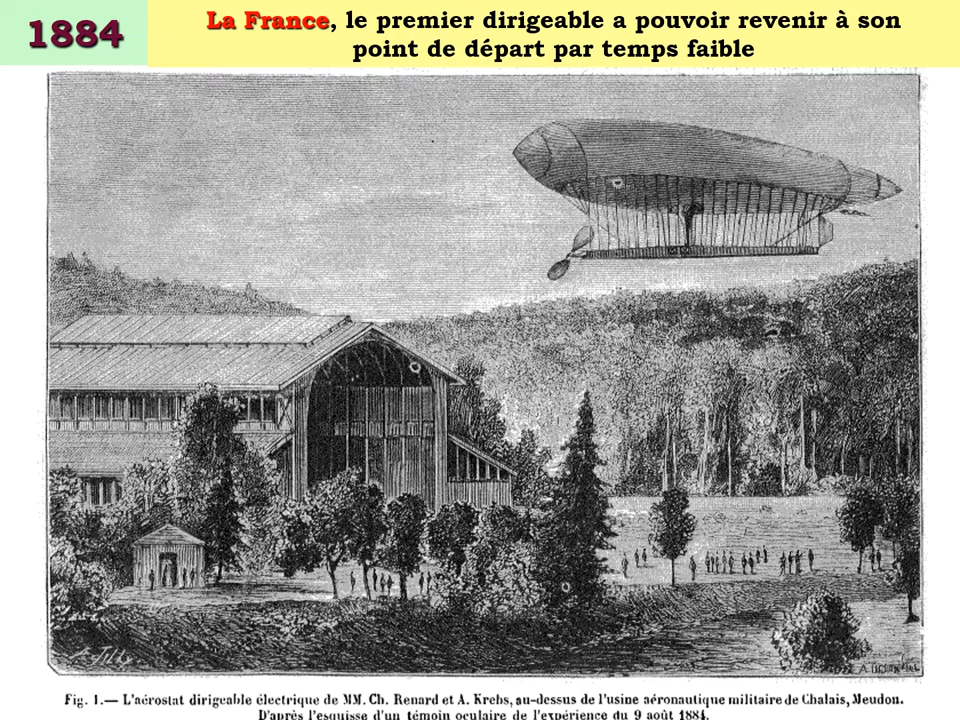 1884
La France, le premier dirigeable a pouvoir revenir à son
point de départ par temps faible
Fig. 1.— L'aérostat dirigeable électrique de MM. Ch. Renard et A. Krebs, au-dessus de l'usine aéronautique militaire de Chalais, Meudon.
D'après l'esquisse d'un témoin oculaire de l'expérience du 9 août 1884.